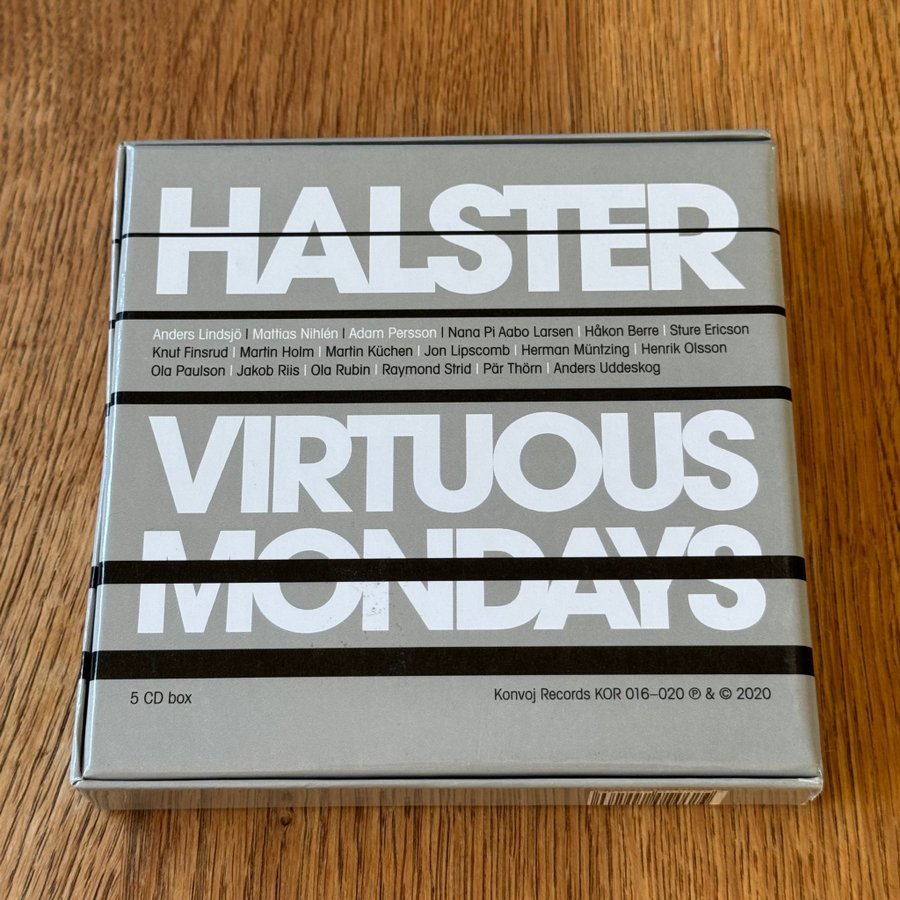 HALSTER
Anders Lindsjö | Mattias Nihlén | Adam Persson | Nana Pi Aabo Larsen | Håkon Berre | Sture Ericson
Knut Finsrud | Martin Holm | Martin Küchen | Jon Lipscomb | Herman Müntzing | Henrik Olsson
Ola Paulson | Jakob Riis | Ola Rubin | Raymond Strid | Pär Thörn | Anders Uddeskog
VIRTUOUS
MONDAYS
5 CD box
Konvoj Records KOR 016–020 ℗ & © 2020